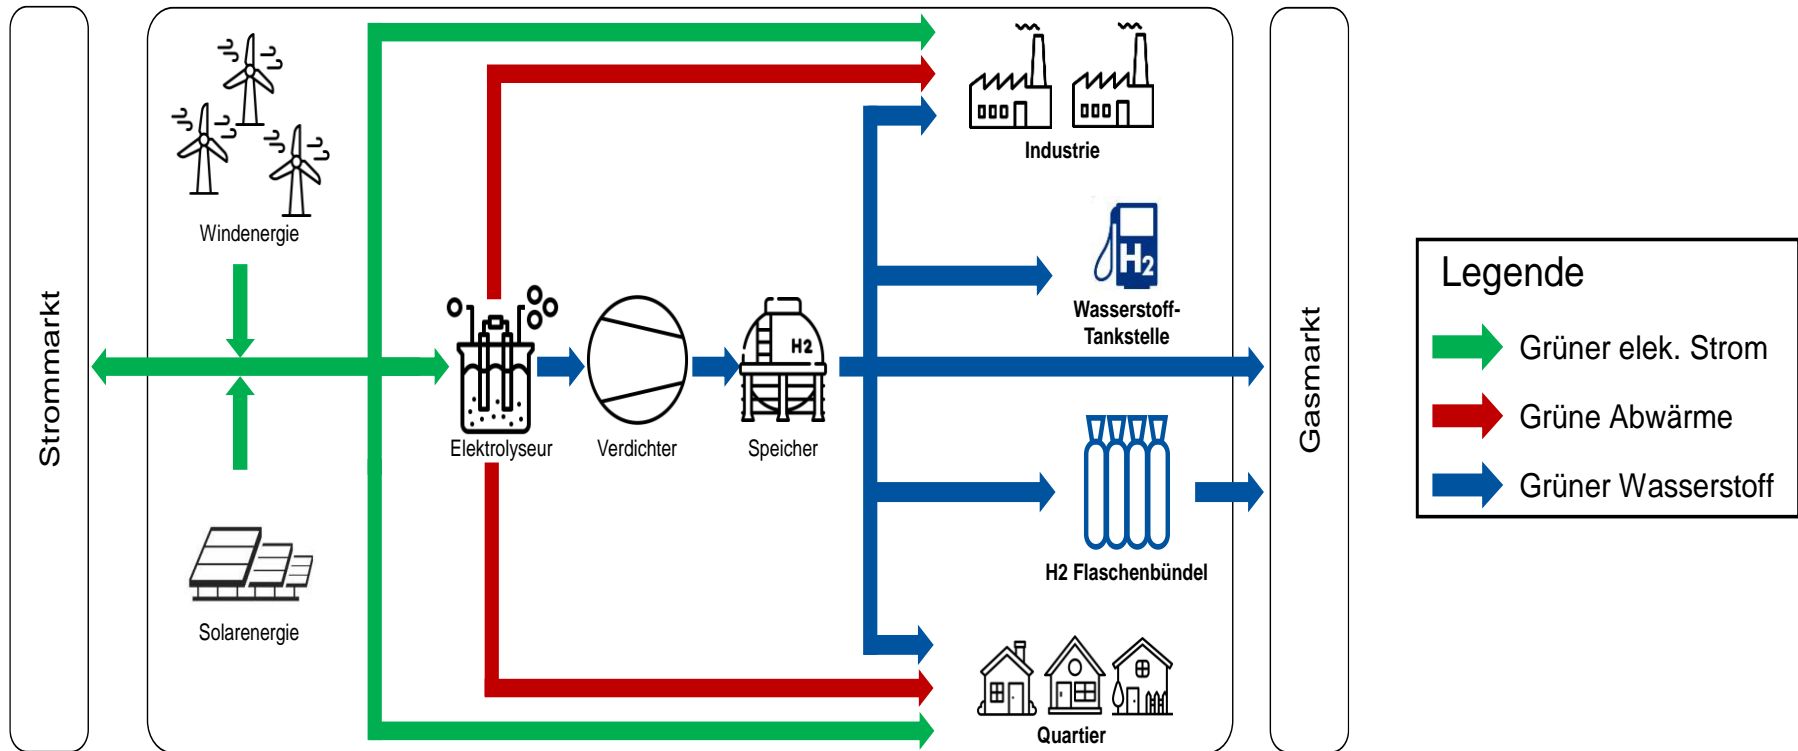 Strommarkt
Windenergie
Solarenergie
Elektrolyseur
Verdichter
H2
Speicher
Industrie
H2
Wasserstoff-
Tankstelle
H2 Flaschenbündel
Quartier
Gasmarkt
Legende
Grüner elek. Strom
Grüne Abwärme
Grüner Wasserstoff